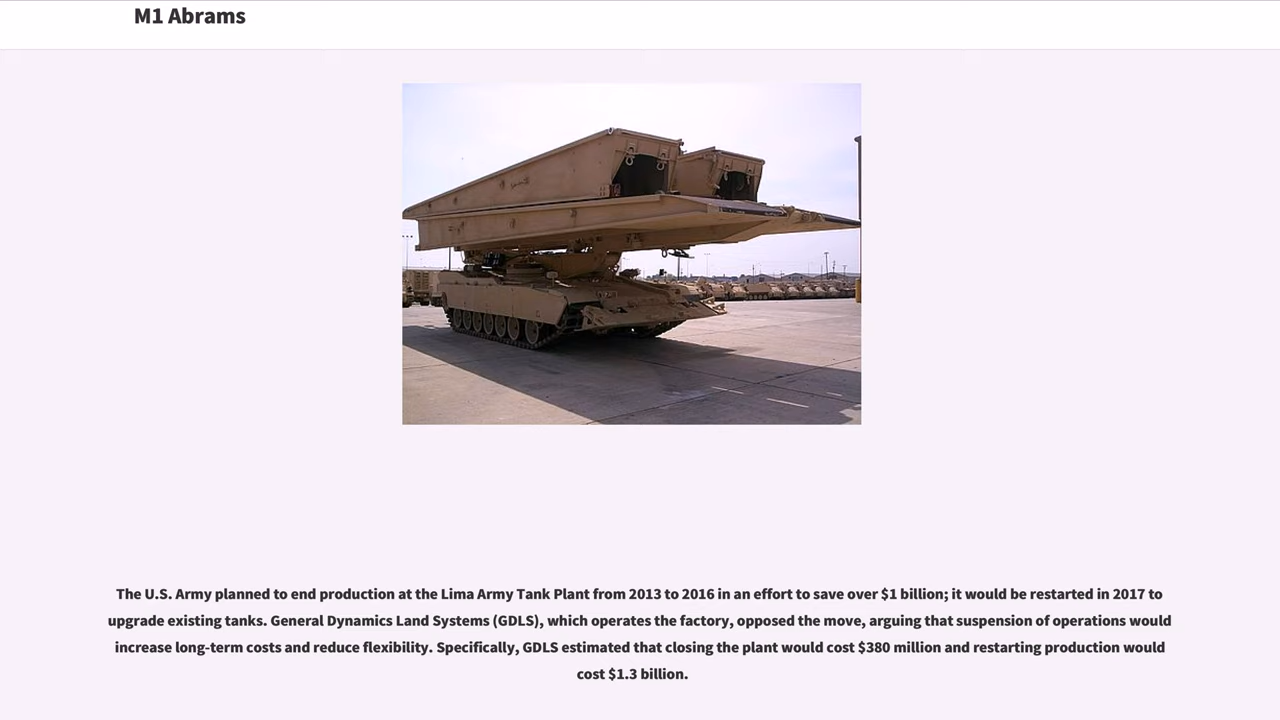 M1 Abrams
The U.S. Army planned to end production at the Lima Army Tank Plant from 2013 to 2016 in an effort to save over $1 billion; it would be restarted in 2017 to
upgrade existing tanks. General Dynamics Land Systems (GDLS), which operates the factory, opposed the move, arguing that suspension of operations would
increase long-term costs and reduce flexibility. Specifically, GDLS estimated that closing the plant would cost $380 million and restarting production would
cost $1.3 billion.